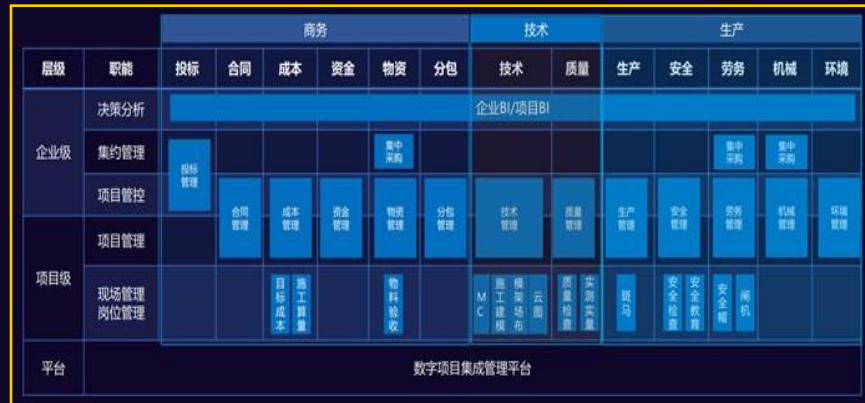 商务 技术 生产
层级 职能 投标 合同 成本 资金 物资 分包 技术 质量 生产 安全 劳务 机械 环境
企业级
决策分析 企业BI/项目BI
集约管理 投标管理 集中采购 集中采购 集中采购
项目管控
合同管理 成本管理 资金管理 物资管理 分包管理 技术管理 质量管理 生产管理 安全管理 劳务管理 机械管理 环境管理
项目级
项目管理
现场管理
岗位管理
目标成本 施工算量 物料验收 MC 施工建模 模架场布 云图 质量检查 实测实量 斑马 安全检查 安全教育 安全帽 闸机
平台 数字项目集成管理平台